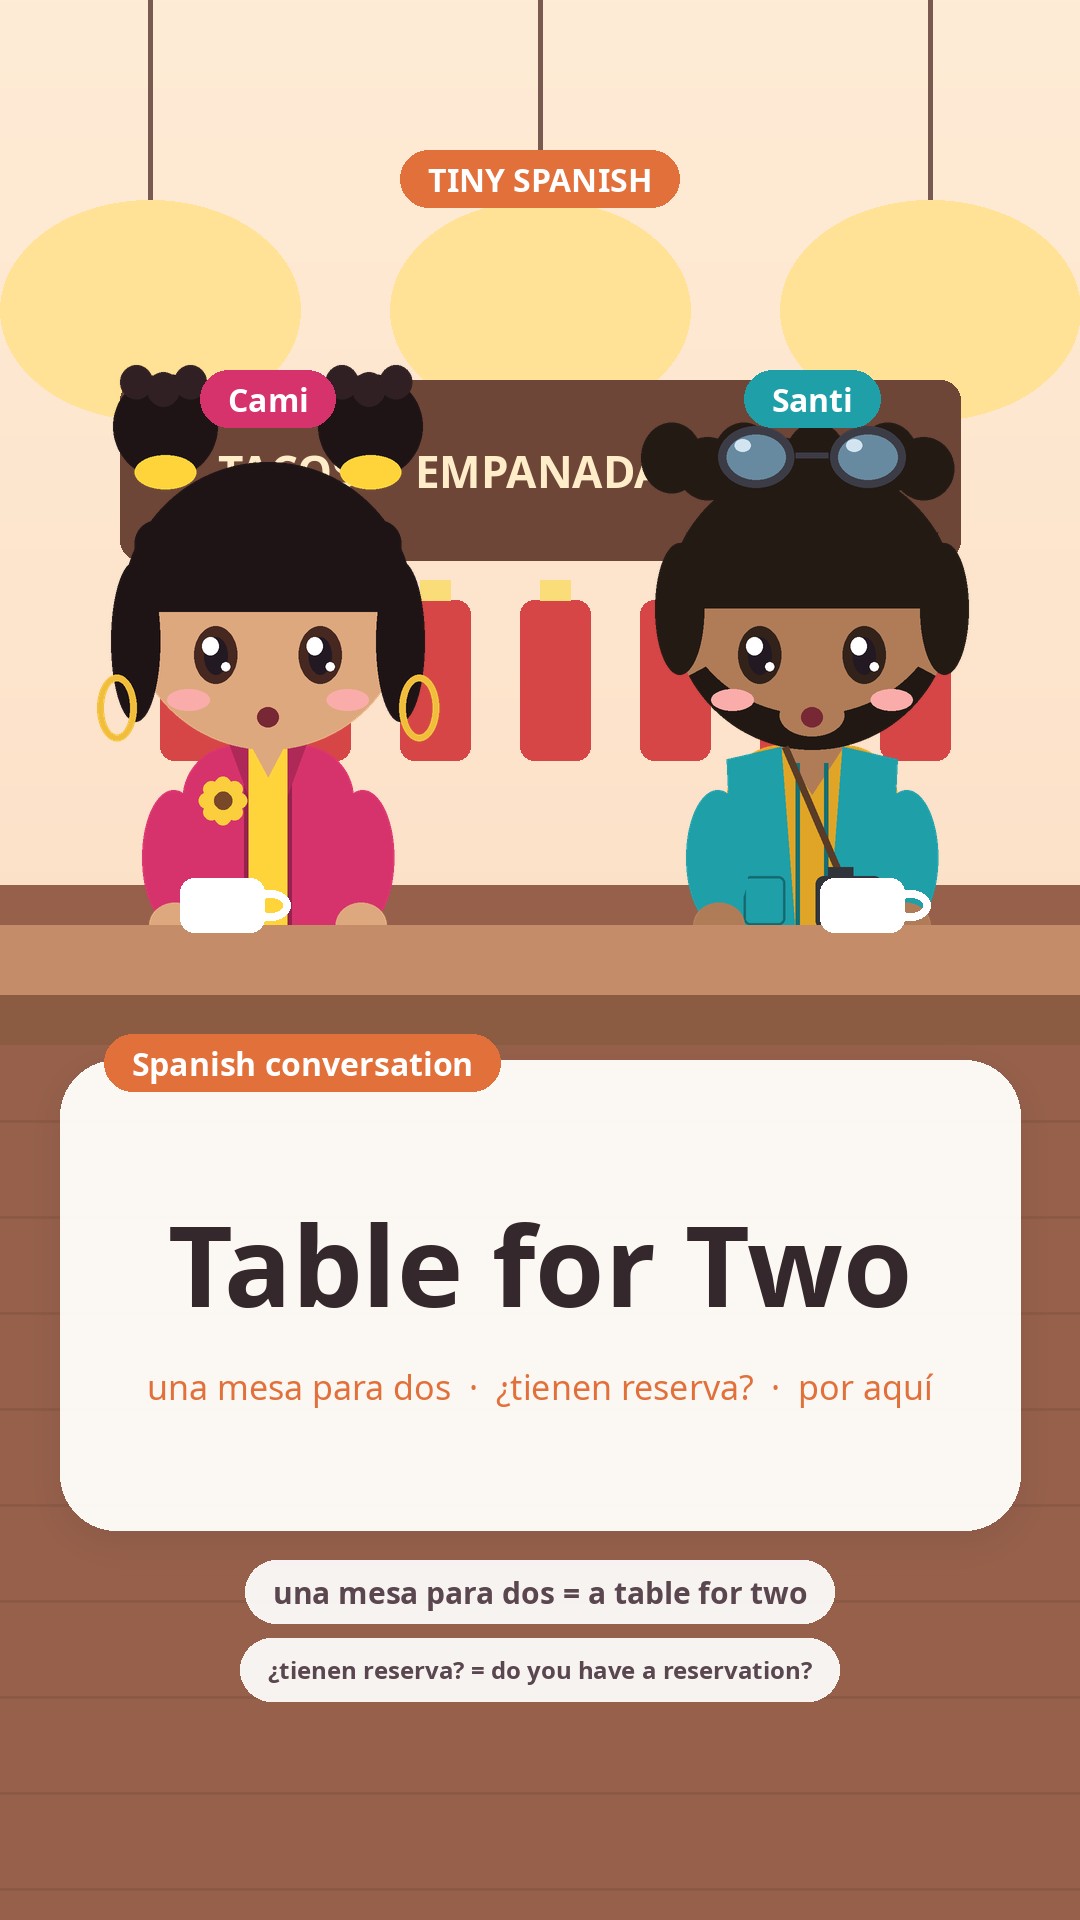 TINY SPANISH
Cami
Santi
EMPANADA
Spanish conversation
Table for Two
una mesa para dos · ¿tienen reserva? · por aquí
una mesa para dos = a table for two
¿tienen reserva? = do you have a reservation?